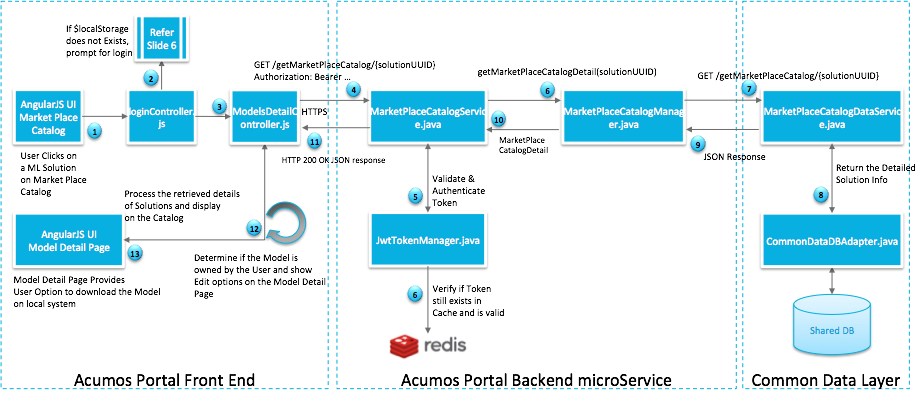 If $localStorage
does not Exists,
prompt for login
Refer
Slide 6
2
GET /getMarketPlaceCatalog/{solutionUUID}
Authorization: Bearer ...
getMarketPlaceCatalogDetail(solutionUUID)
GET /getMarketPlaceCatalog/{solutionUUID}
AngularJS UI
Market Place
Catalog
1
loginController.
js
3
ModelsDetailC
ontroller.js
4
HTTPS
11
HTTP 200 OK JSON response
MarketPlaceCatalogServic
e.java
6
10
MarketPlace
CatalogDetail
MarketPlaceCatalogManag
er.java
7
9
JSON Response
MarketPlaceCatalogDataServic
e.java
User Clicks on
a ML Solution
on Market Place
Catalog
Process the retrieved details
of Solutions and display
on the Catalog
5
Validate &
Authenticate
Token
8
Return the Detailed
Solution Info
AngularJS UI
Model Detail Page
13
12
Determine if the Model is
owned by the User and show
Edit options on the Model Detail
Page
JwtTokenManager.java
CommonDataDBAdapter.java
Model Detail Page Provides
User Option to download the Model
on local system
6
Verify if Token
still exists in
Cache and is valid
redis
Shared DB
Acumos Portal Front End
Acumos Portal Backend microService
Common Data Layer